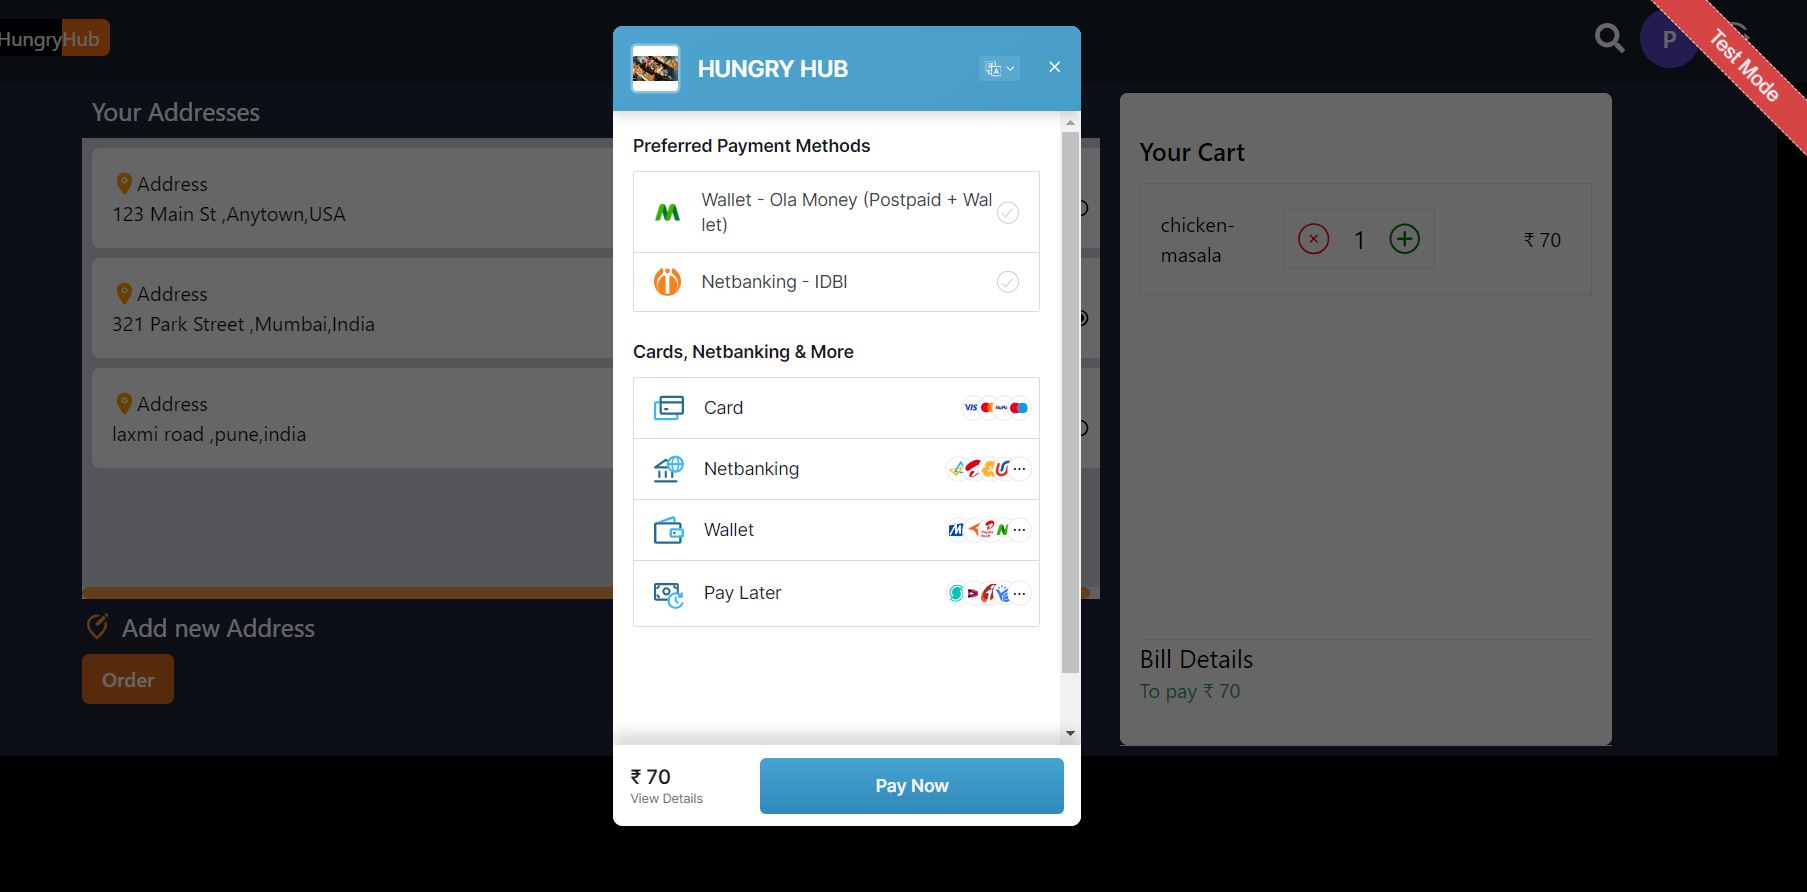 HungryHub
P
Test Mode
Your Addresses
Address
123 Main St ,Anytown,USA
Address
321 Park Street ,Mumbai,India
Address
laxmi road ,pune,india
Add new Address
Order
HUNGRY HUB
Preferred Payment Methods
Wallet - Ola Money (Postpaid + Wal
let)
Netbanking - IDBI
Cards, Netbanking & More
Card
VIS
Netbanking
Wallet
Pay Later
₹ 70
View Details
Pay Now
Your Cart
chicken-
masala
1
₹ 70
Bill Details
To pay ₹ 70